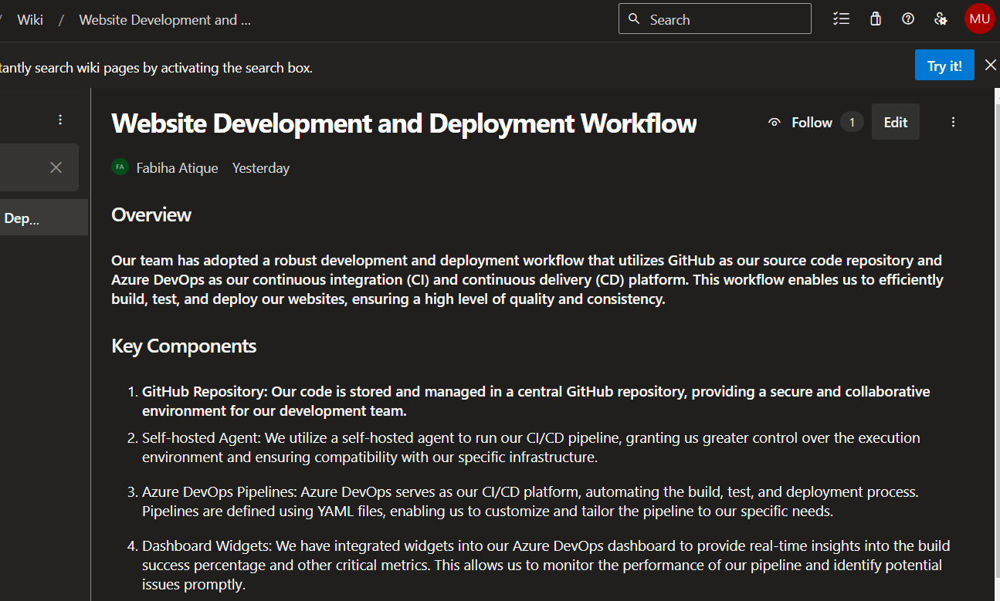 / Wiki / Website Development and ...
Search
MU
tantly search wiki pages by activating the search box.
Try it!
Website Development and Deployment Workflow
Follow 1 Edit
FA Fabiha Atique Yesterday
Dep...
Overview
Our team has adopted a robust development and deployment workflow that utilizes GitHub as our source code repository and
Azure DevOps as our continuous integration (CI) and continuous delivery (CD) platform. This workflow enables us to efficiently
build, test, and deploy our websites, ensuring a high level of quality and consistency.
Key Components
1. GitHub Repository: Our code is stored and managed in a central GitHub repository, providing a secure and collaborative
environment for our development team.
2. Self-hosted Agent: We utilize a self-hosted agent to run our CI/CD pipeline, granting us greater control over the execution
environment and ensuring compatibility with our specific infrastructure.
3. Azure DevOps Pipelines: Azure DevOps serves as our CI/CD platform, automating the build, test, and deployment process.
Pipelines are defined using YAML files, enabling us to customize and tailor the pipeline to our specific needs.
4. Dashboard Widgets: We have integrated widgets into our Azure DevOps dashboard to provide real-time insights into the build
success percentage and other critical metrics. This allows us to monitor the performance of our pipeline and identify potential
issues promptly.